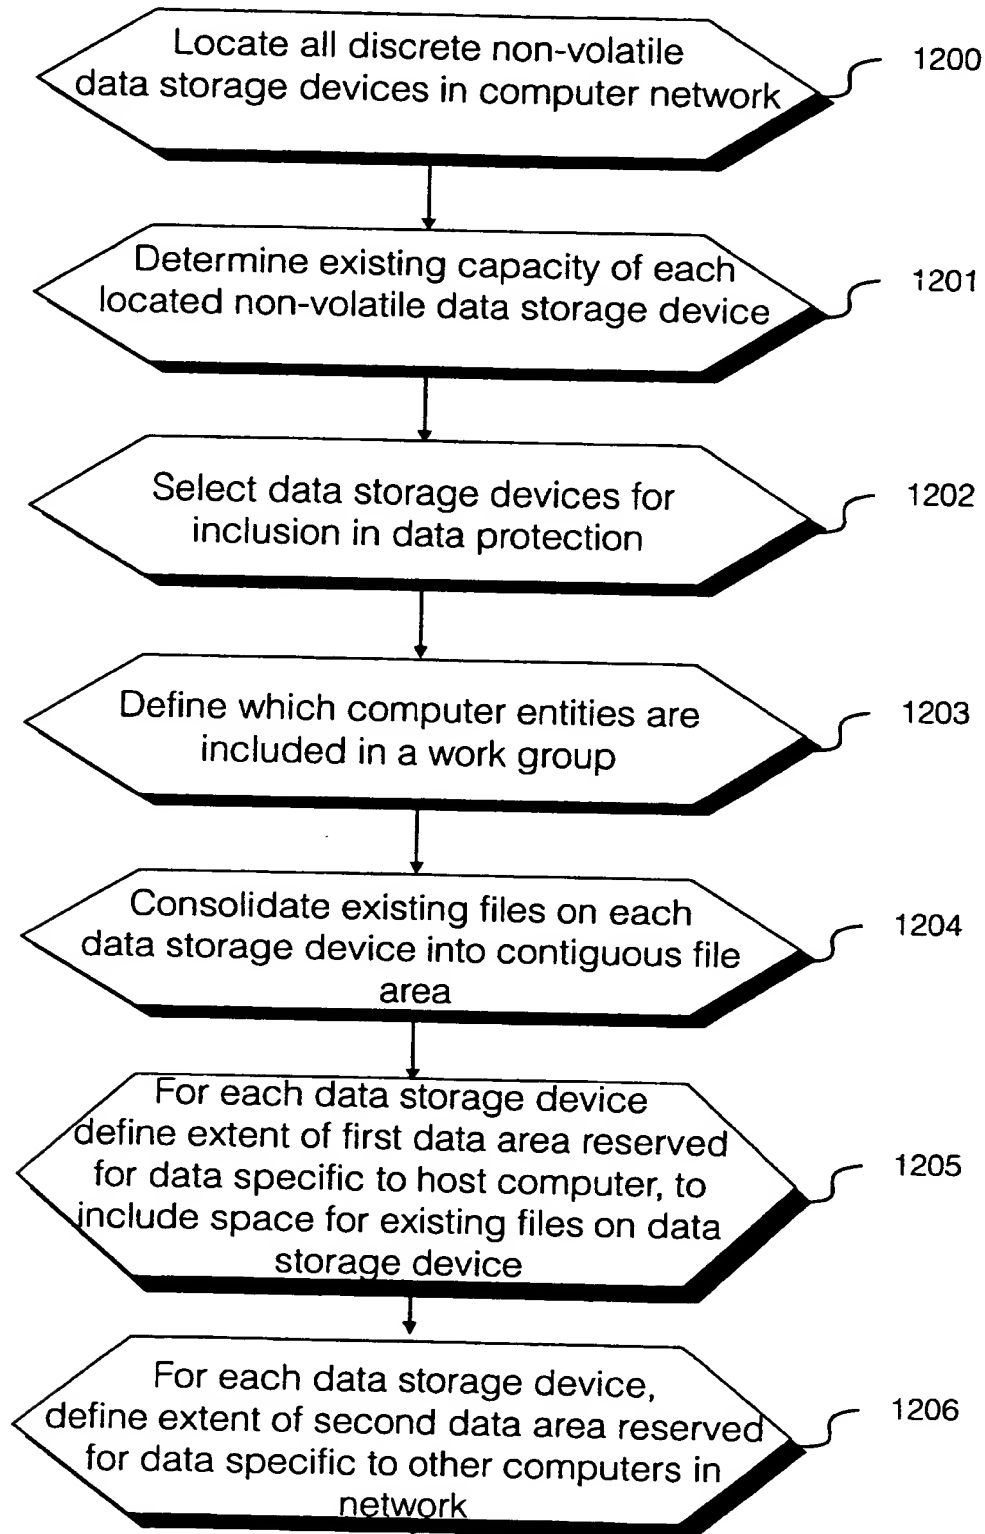 Locate all discrete non-volatile
data storage devices in computer network
1200
Determine existing capacity of each
located non-volatile data storage device
1201
Select data storage devices for
inclusion in data protection
1202
Define which computer entities are
included in a work group
1203
Consolidate existing files on each
data storage device into contiguous file
area
1204
For each data storage device
define extent of first data area reserved
for data specific to host computer, to
include space for existing files on data
storage device
1205
For each data storage device,
define extent of second data area reserved
for data specific to other computers in
network
1206